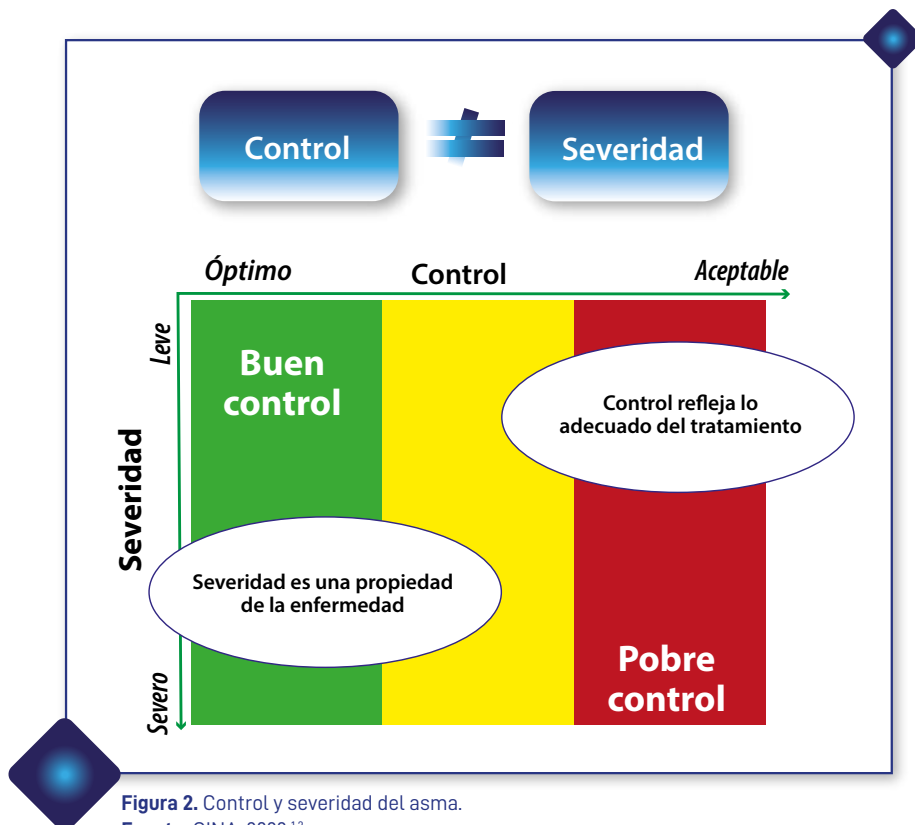 Control
Severidad
Óptimo
Control
Aceptable
Leve
Severidad
Severo
Buen
control
Control refleja lo
adecuado del tratamiento
Severidad es una propiedad
de la enfermedad
Pobre
control
Figura 2. Control y severidad del asma.